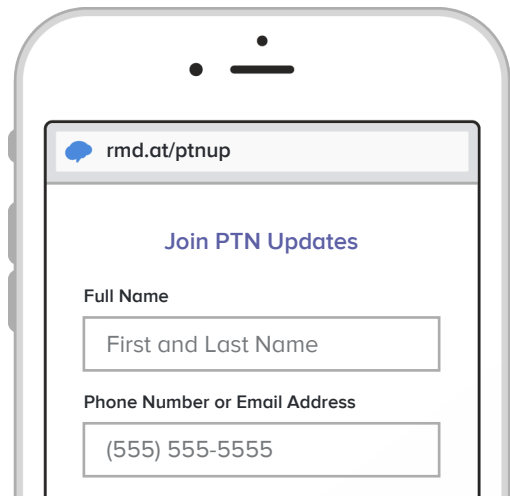 rmd.at/ptnup
Join PTN Updates
Full Name
First and Last Name
Phone Number or Email Address
(555) 555-5555